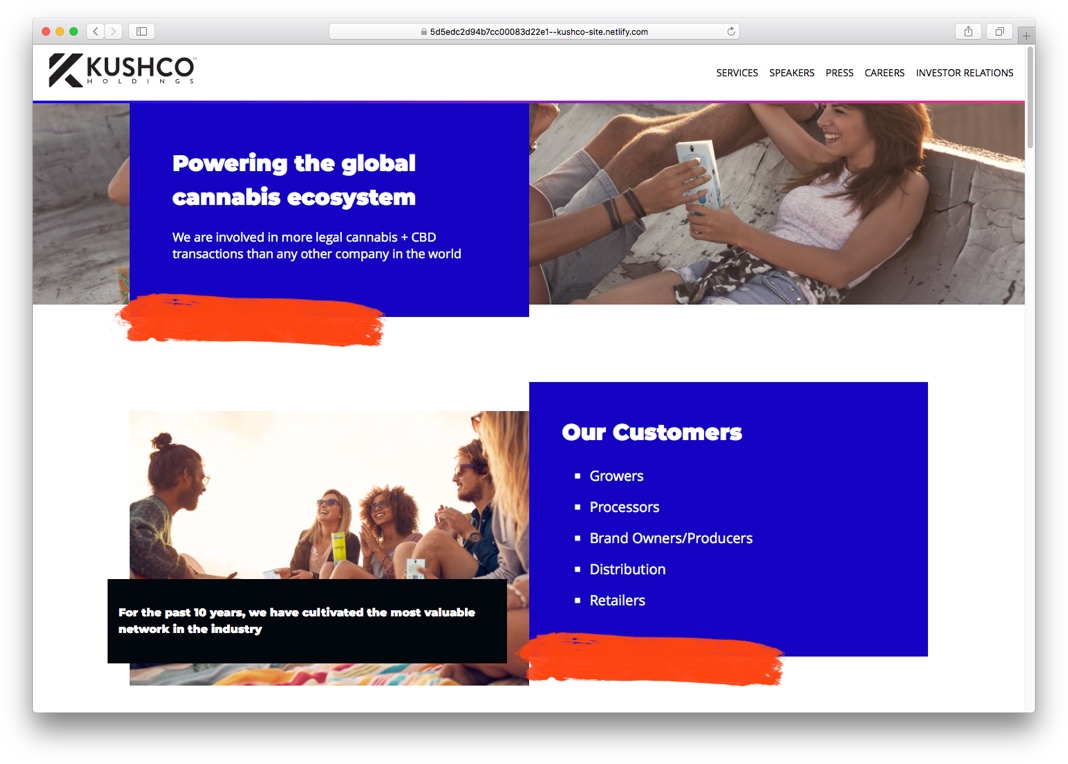 5d5edc2d94b7cc00083d22e1--kushco-site.netlify.com
KUSHCO
HOLDINGS
SERVICES SPEAKERS PRESS CAREERS INVESTOR RELATIONS
Powering the global
cannabis ecosystem
We are involved in more legal cannabis + CBD
transactions than any other company in the world
Our Customers
Growers
Processors
Brand Owners/Producers
Distribution
Retailers
For the past 10 years, we have cultivated the most valuable
network in the industry